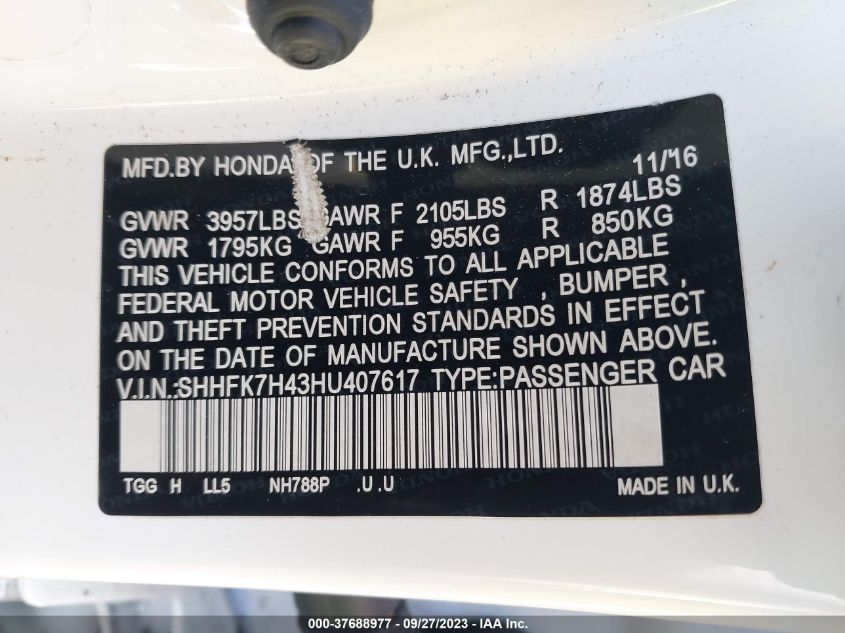 MFD.BY HONDA OF THE U.K. MFG.,LTD. 11/16
GVWR 3957LBS GAWR F 2105LBS R 1874LBS
GVWR 1795KG GAWR F 955KG R 850KG
THIS VEHICLE CONFORMS TO ALL APPLICABLE
FEDERAL MOTOR VEHICLE SAFETY , BUMPER ,
AND THEFT PREVENTION STANDARDS IN EFFECT
ON THE DATE OF MANUFACTURE SHOWN ABOVE.
V.I.N.:SHHFK7H43HU407617 TYPE:PASSENGER CAR
TGG H LL5 NH788P .U .U MADE IN U.K.
000-37688977 - 09/27/2023 - IAA Inc.